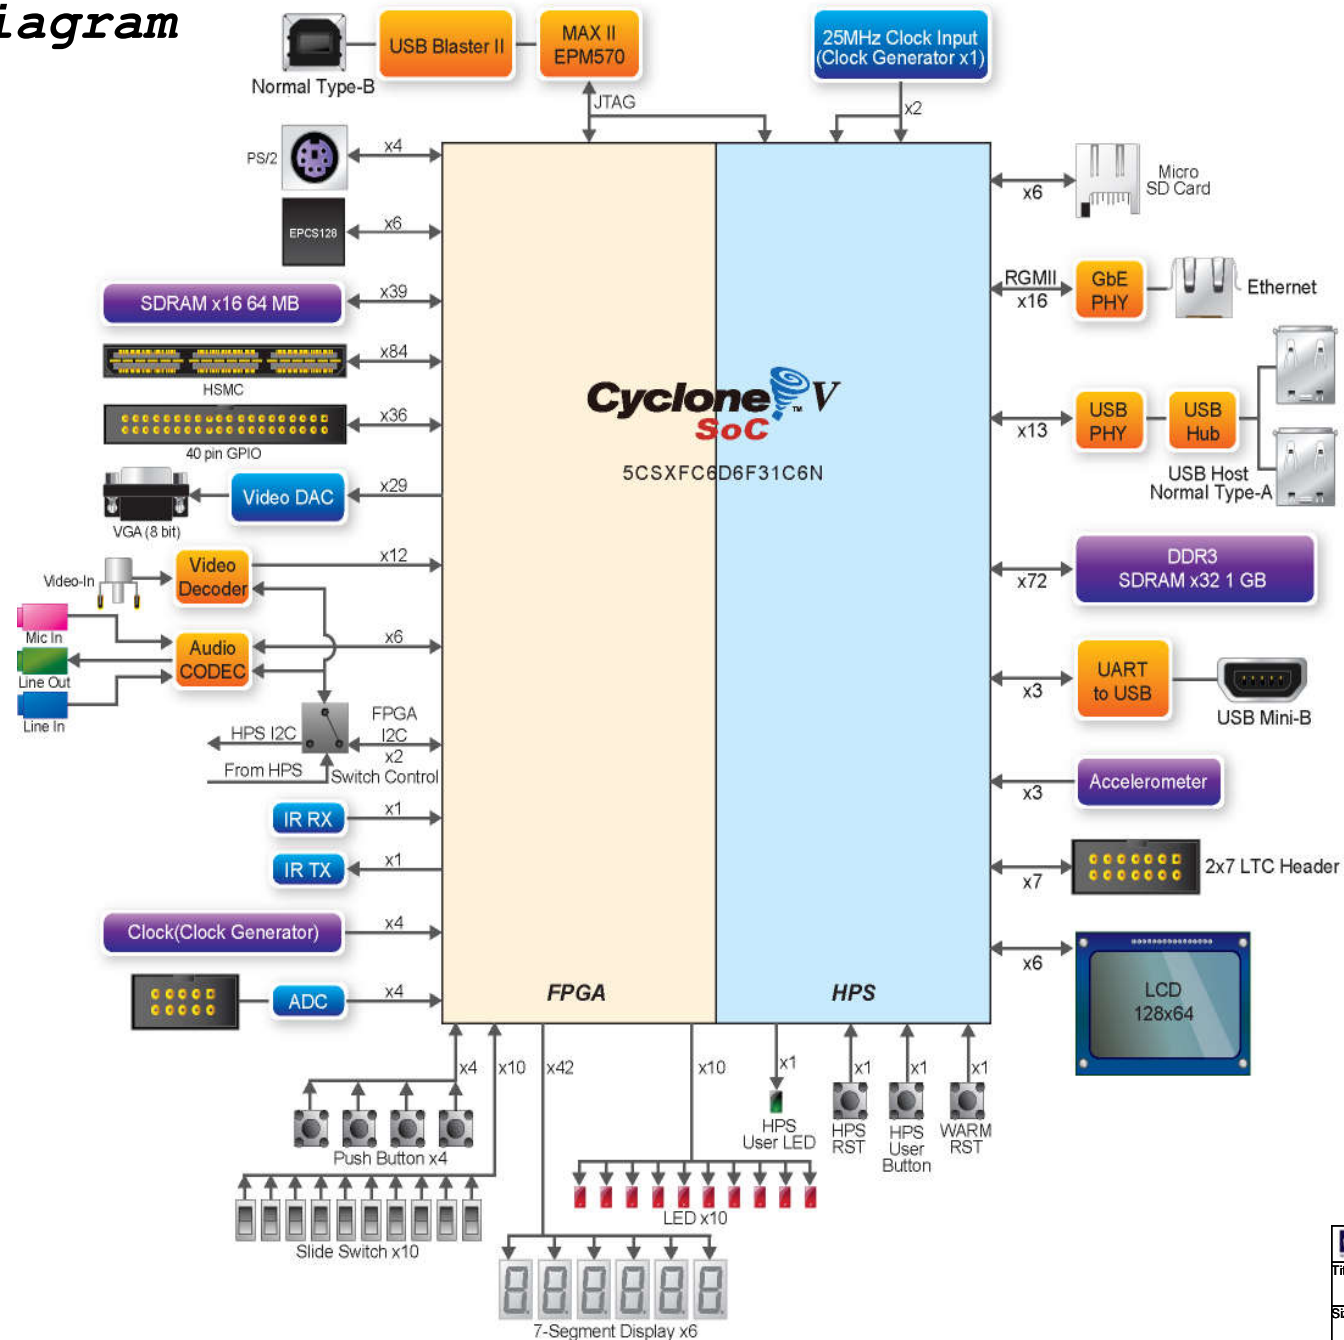 iagram
Normal Type-B
USB Blaster II
MAX II
EPM570
25MHz Clock Input
(Clock Generator x1)
JTAG
x2
PS/2
x4
EPCS128
x6
SDRAM x16 64 MB
x39
HSMC
x84
40 pin GPIO
x36
VGA (8 bit)
Video DAC
x29
Video-In
Video
Decoder
x12
Mic In
Line Out
Line In
Audio
CODEC
x6
HPS I2C
From HPS
FPGA
I2C
x2
Switch Control
IR RX
x1
IR TX
x1
Clock(Clock Generator)
x4
ADC
x4
Cyclone V
TM
SoC
5CSXFC6D6F31C6N
FPGA
HPS
x6
Micro
SD Card
RGMII
x16
GbE
PHY
Ethernet
x13
USB
PHY
USB
Hub
USB Host
Normal Type-A
x72
DDR3
SDRAM x32 1 GB
x3
UART
to USB
USB Mini-B
x3
Accelerometer
x7
2x7 LTC Header
x6
LCD
128x64
x4
Push Button x4
x10
Slide Switch x10
x42
7-Segment Display x6
x10
LED x10
x1
HPS
User LED
x1
HPS
RST
x1
HPS
User
Button
x1
WARM
RST